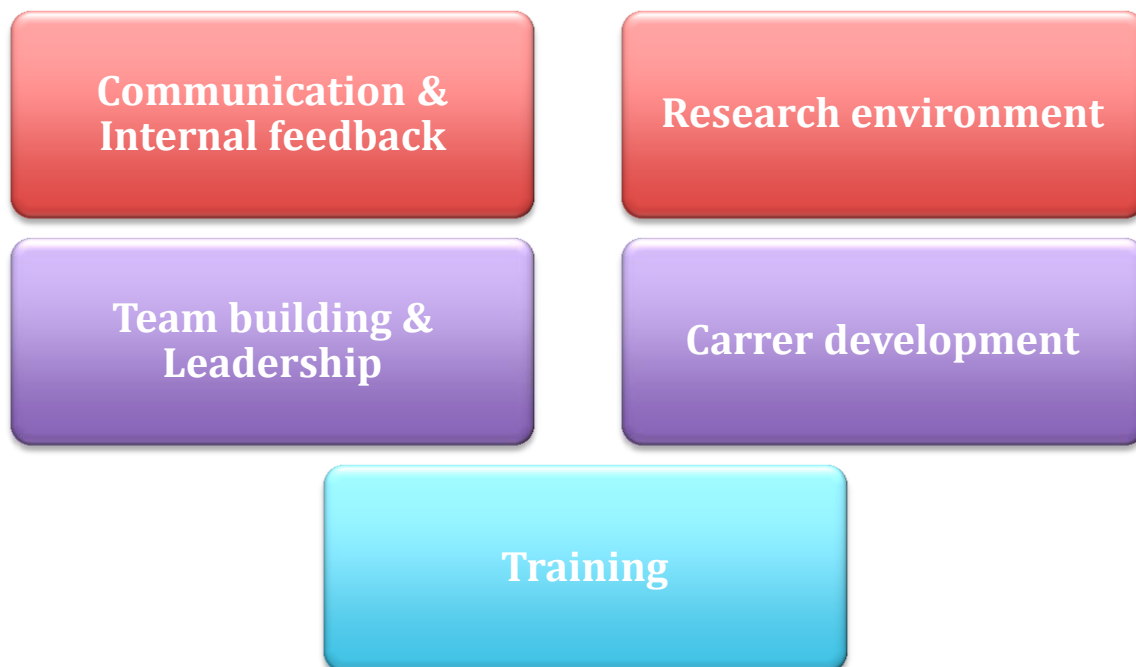 Communication &
Internal feedback
Research environment
Team building &
Leadership
Carrer development
Training